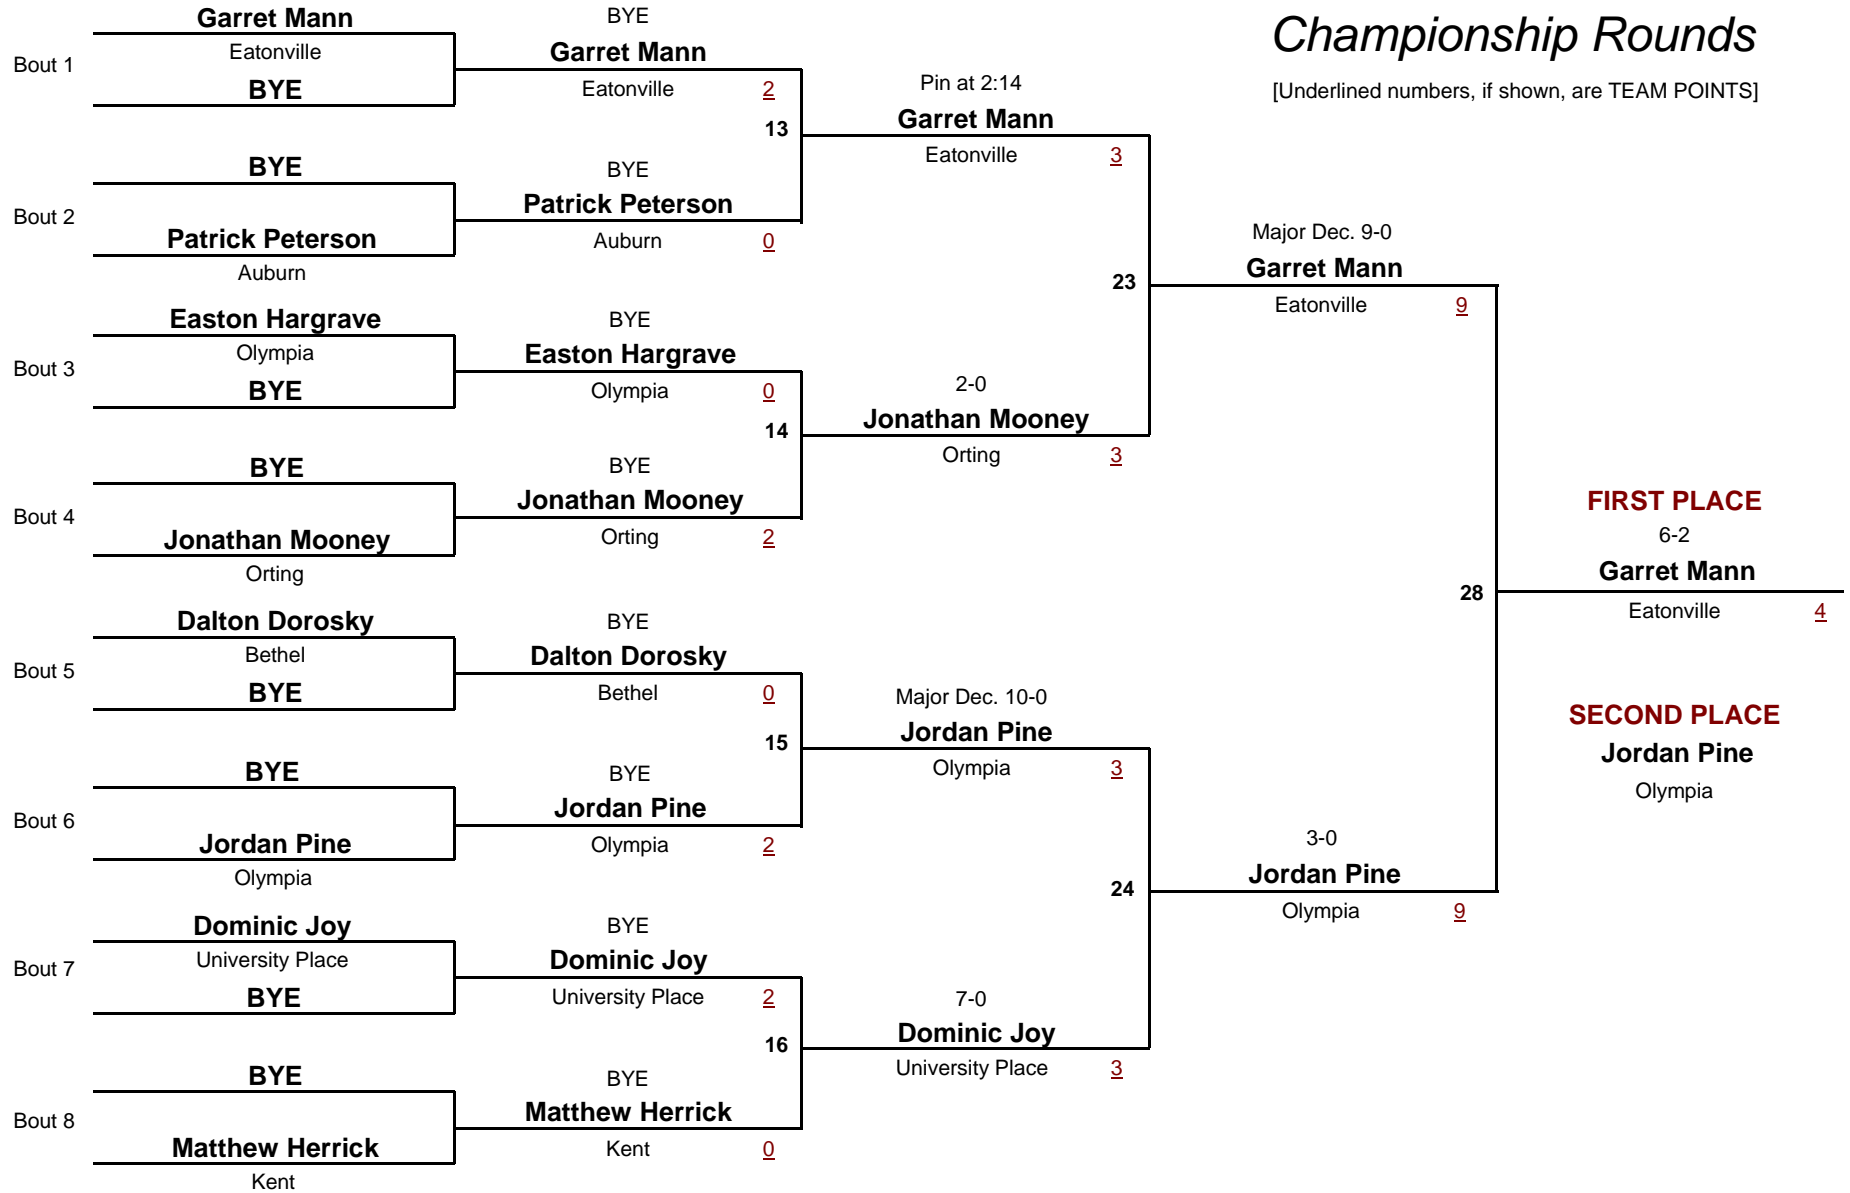 Championship Rounds
[Underlined numbers, if shown, are TEAM POINTS]
Bout 1
Garret Mann
Eatonville
BYE
Bout 2
BYE
Patrick Peterson
Auburn
Bout 3
Easton Hargrave
Olympia
BYE
Bout 4
BYE
Jonathan Mooney
Orting
Bout 5
Dalton Dorosky
Bethel
BYE
Bout 6
BYE
Jordan Pine
Olympia
Bout 7
Dominic Joy
University Place
BYE
Bout 8
BYE
Matthew Herrick
Kent
BYE
Garret Mann
Eatonville 2
13
BYE
Patrick Peterson
Auburn 0
BYE
Easton Hargrave
Olympia 0
14
BYE
Jonathan Mooney
Orting 2
BYE
Dalton Dorosky
Bethel 0
15
BYE
Jordan Pine
Olympia 2
BYE
Dominic Joy
University Place 2
16
BYE
Matthew Herrick
Kent 0
Pin at 2:14
Garret Mann
Eatonville 3
23
2-0
Jonathan Mooney
Orting 3
Major Dec. 10-0
Jordan Pine
Olympia 3
24
7-0
Dominic Joy
University Place 3
Major Dec. 9-0
Garret Mann
Eatonville 9
28
3-0
Jordan Pine
Olympia 9
FIRST PLACE
6-2
Garret Mann
Eatonville 4
SECOND PLACE
Jordan Pine
Olympia